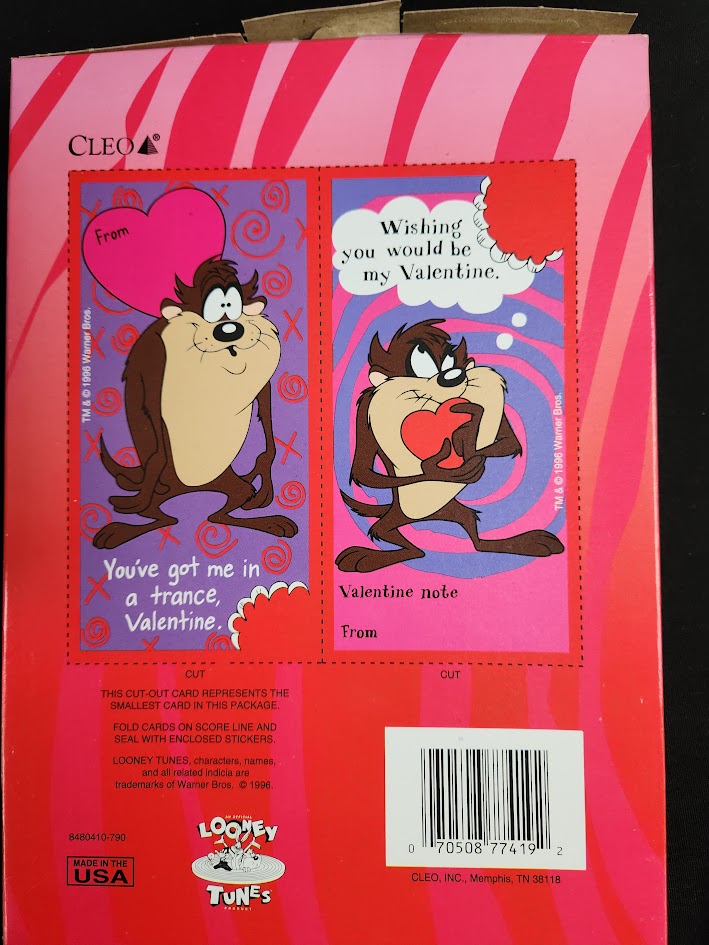 CLEO®
From
TM & © 1996 Warner Bros.
You've got me in
a trance,
Valentine.
Wishing
you would be
my Valentine.
TM & © 1996 Warner Bros.
Valentine note
From
CUT
CUT
THIS CUT-OUT CARD REPRESENTS THE
SMALLEST CARD IN THIS PACKAGE.
FOLD CARDS ON SCORE LINE AND
SEAL WITH ENCLOSED STICKERS.
LOONEY TUNES, characters, names,
and all related indicia are
trademarks of Warner Bros. © 1996.
8480410-790
MADE IN THE
USA
AN OFFICIAL
LOONEY
TUNES
PRODUCT
0 70508 77419 2
CLEO, INC., Memphis, TN 38118